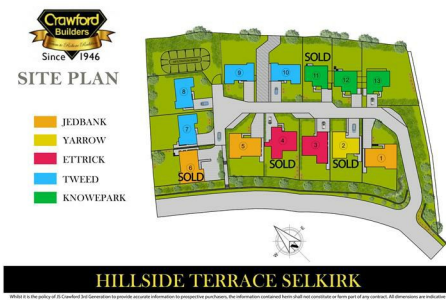 Crawford
Builders
Since 1946
SITE PLAN
JEDBANK
YARROW
ETTRICK
TWEED
KNOWEPARK
SOLD
9
10
11
12
13
8
7
6
SOLD
5
4
SOLD
3
2
SOLD
1
HILLSIDE TERRACE SELKIRK
Whilst it is the policy of JS Crawford 3rd Generation to provide accurate information to prospective purchasers, the information contained herin shall not constitute or form part of any contract. All dimensions are indicativ